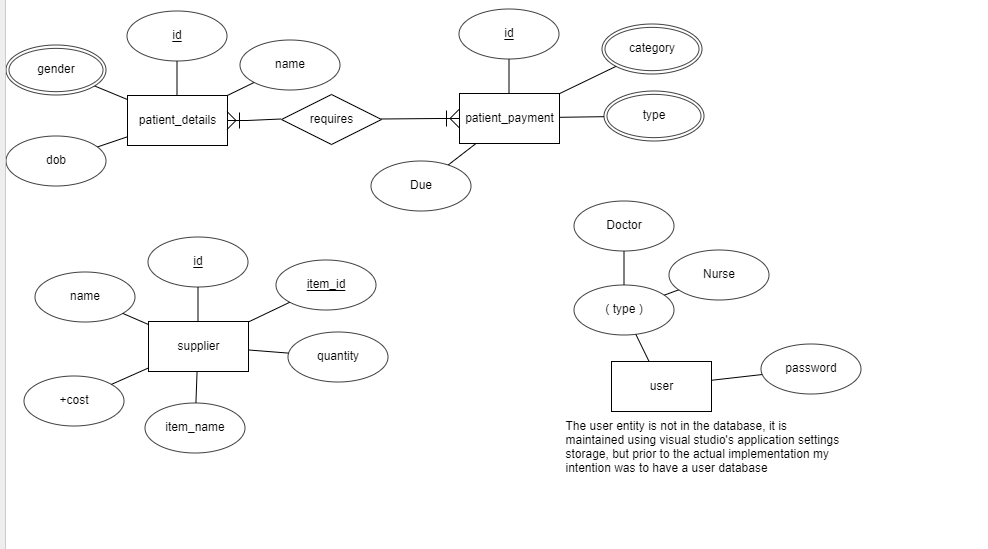 id
id
category
gender
name
type
patient_details
requires
patient_payment
dob
Due
Doctor
id
Nurse
item_id
name
( type )
supplier
quantity
password
user
+cost
item_name
The user entity is not in the database, it is
maintained using visual studio's application settings
storage, but prior to the actual implementation my
intention was to have a user database